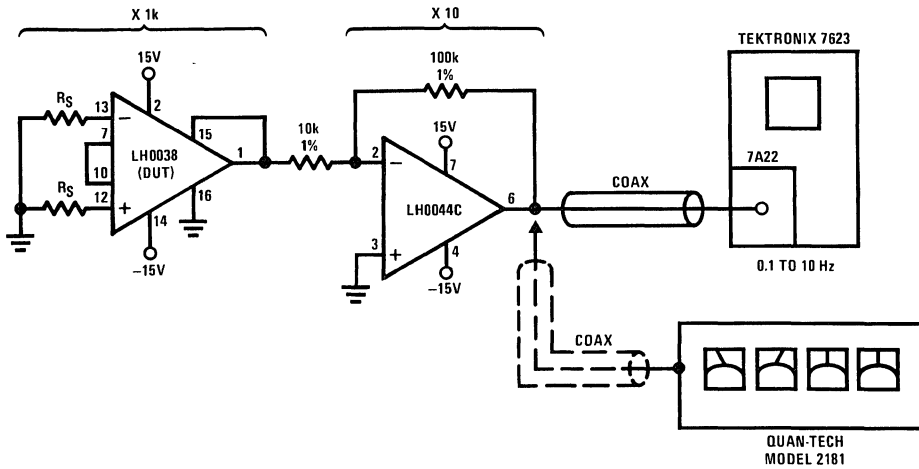 X 1k
X 10
TEKTRONIX 7623
100k
1%
15V
RS
13
2
7
15
LH0038
(DUT)
1
10k
1%
10
RS
12
16
14
-15V
15V
2
7
LH0044C
6
3
4
-15V
COAX
7A22
0.1 TO 10 Hz
COAX
QUAN-TECH
MODEL 2181